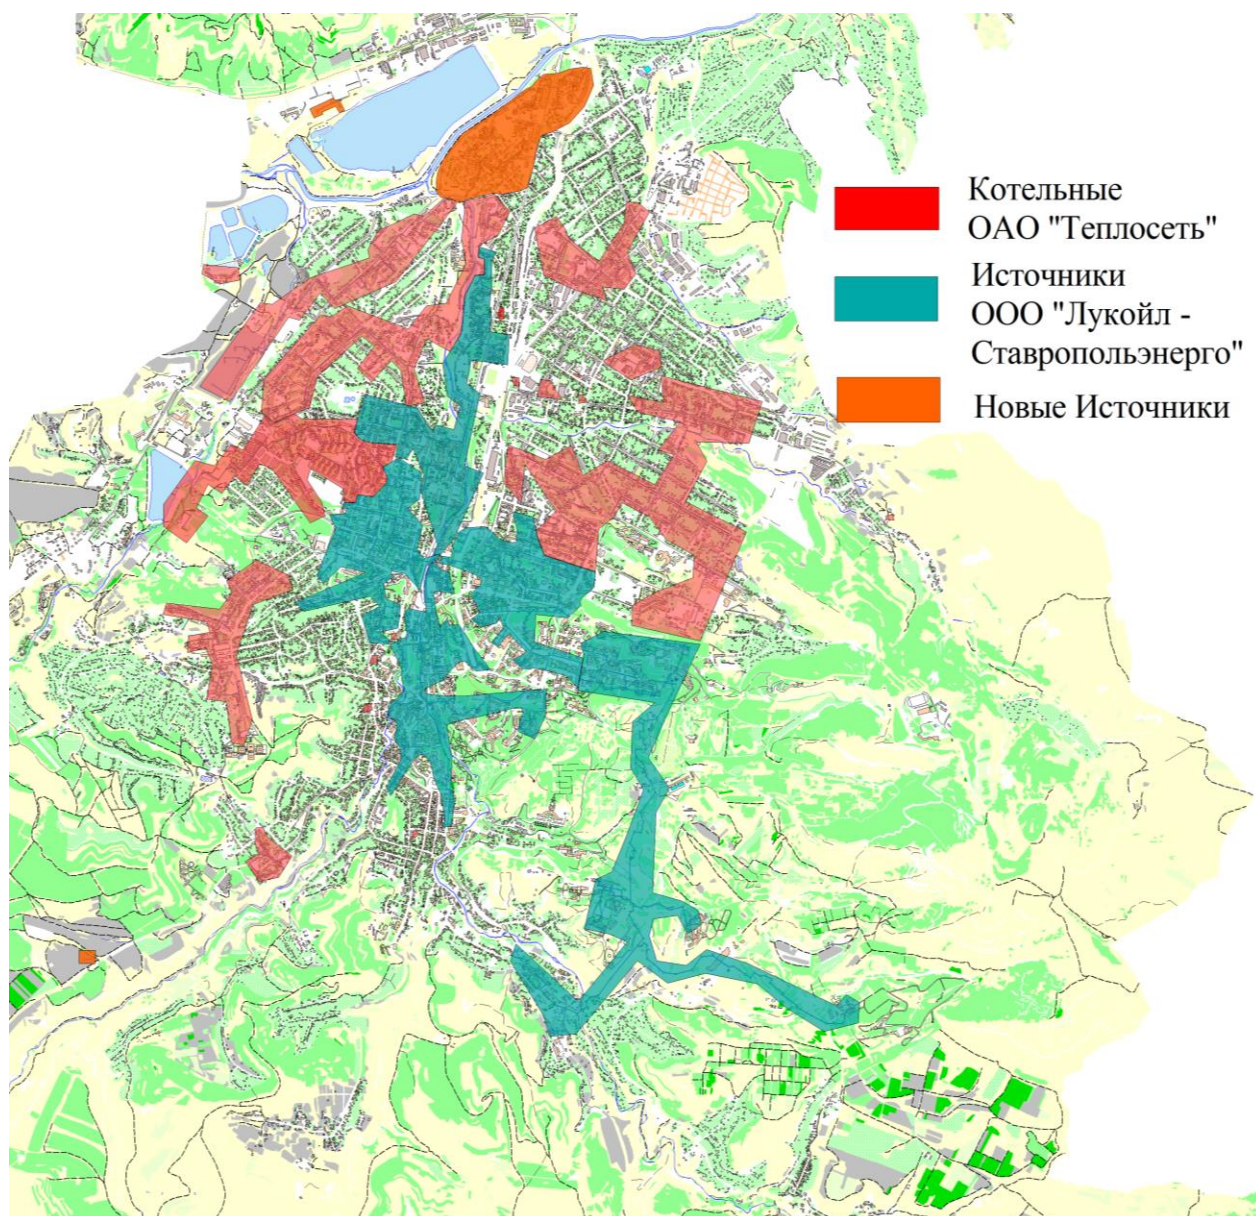 Котельные
ОАО "Теплосеть"
Источники
ООО "Лукойл -
Ставропольэнерго"
Новые Источники